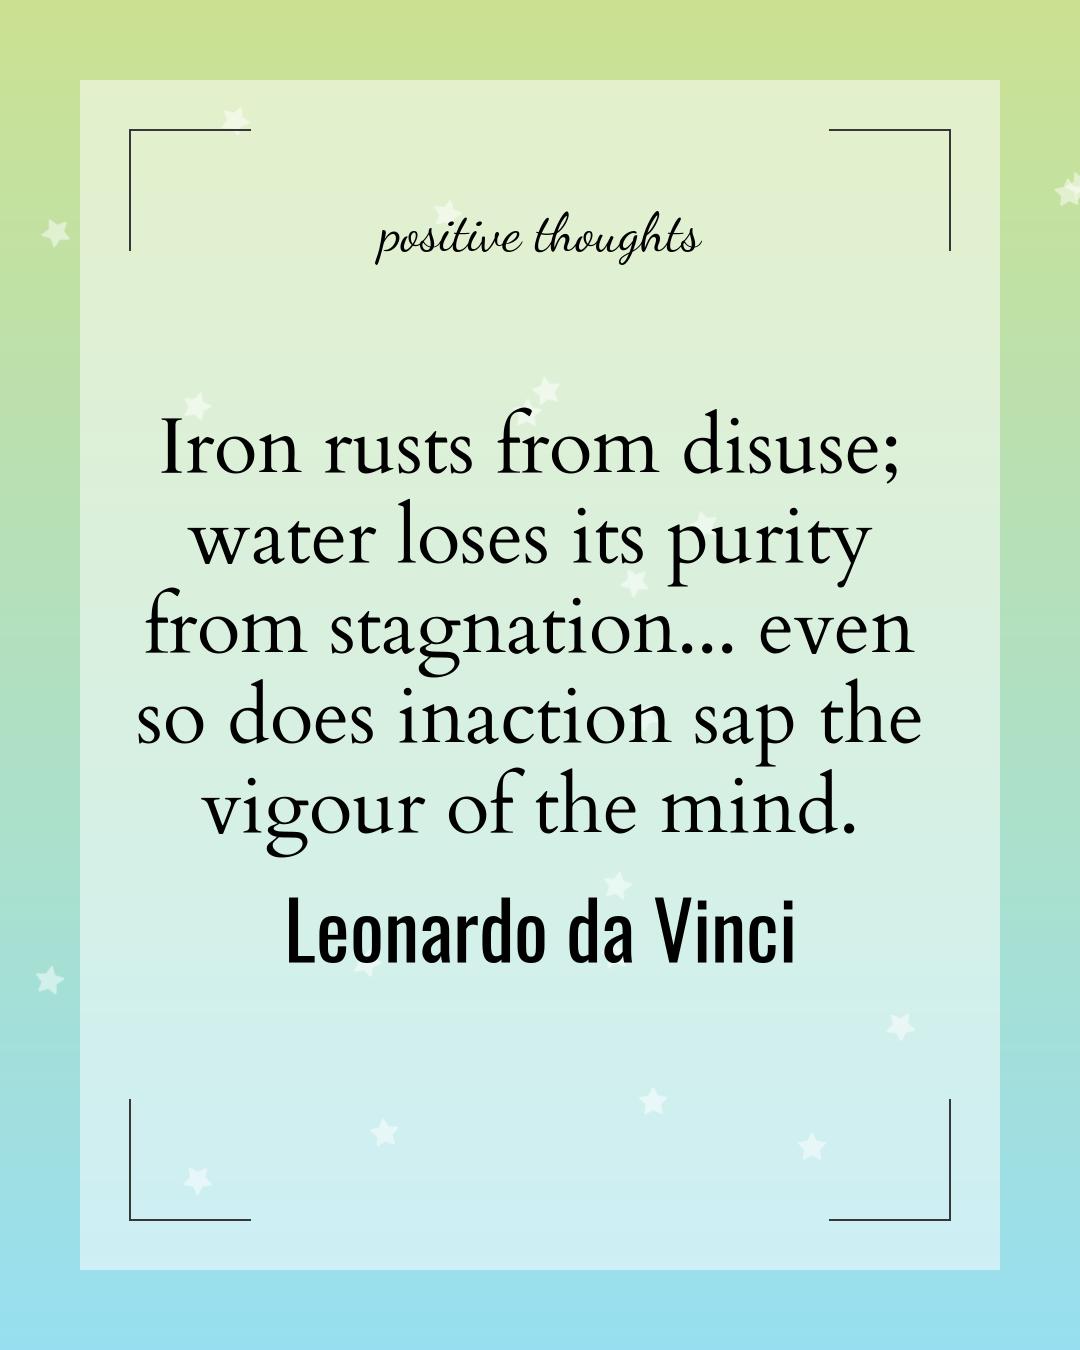 positive thoughts
Iron rusts from disuse;
water loses its purity
from stagnation... even
so does inaction sap the
vigour of the mind.
Leonardo da Vinci